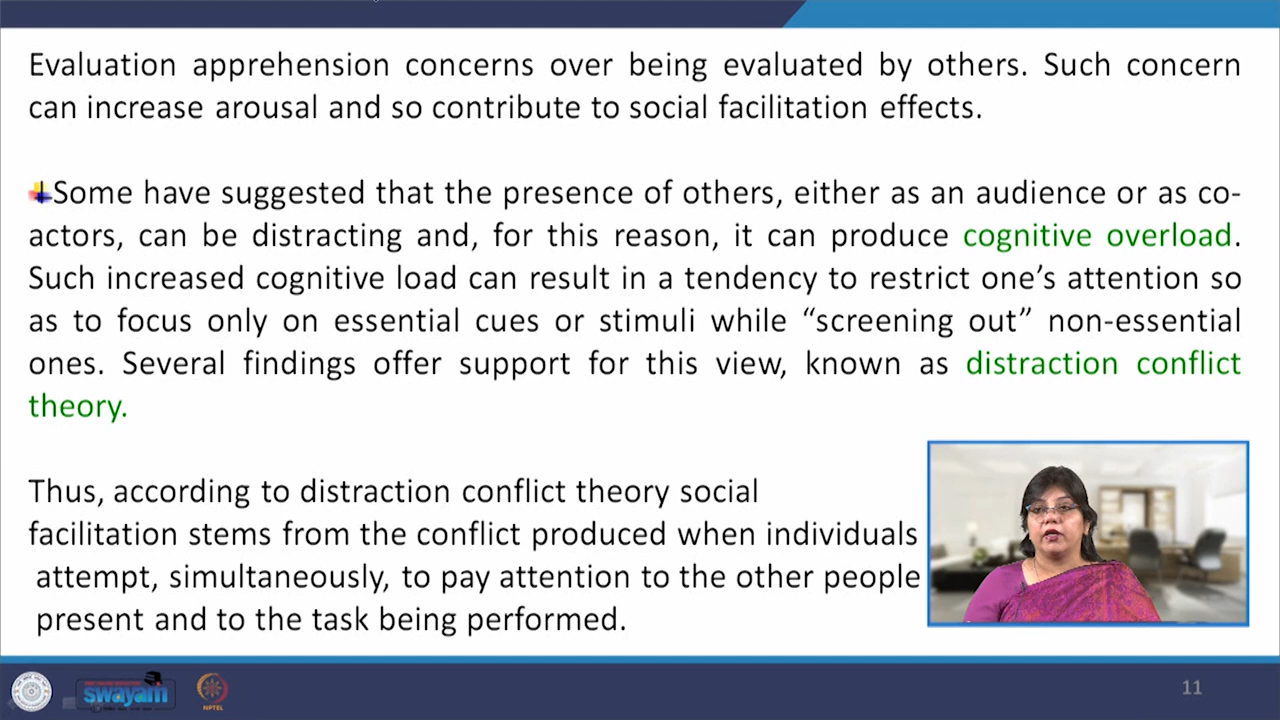 Evaluation apprehension concerns over being evaluated by others. Such concern
can increase arousal and so contribute to social facilitation effects.
Some have suggested that the presence of others, either as an audience or as co-
actors, can be distracting and, for this reason, it can produce cognitive overload.
Such increased cognitive load can result in a tendency to restrict one’s attention so
as to focus only on essential cues or stimuli while “screening out” non-essential
ones. Several findings offer support for this view, known as distraction conflict
theory.
Thus, according to distraction conflict theory social
facilitation stems from the conflict produced when individuals
attempt, simultaneously, to pay attention to the other people
present and to the task being performed.
swayam
NPTEL
11